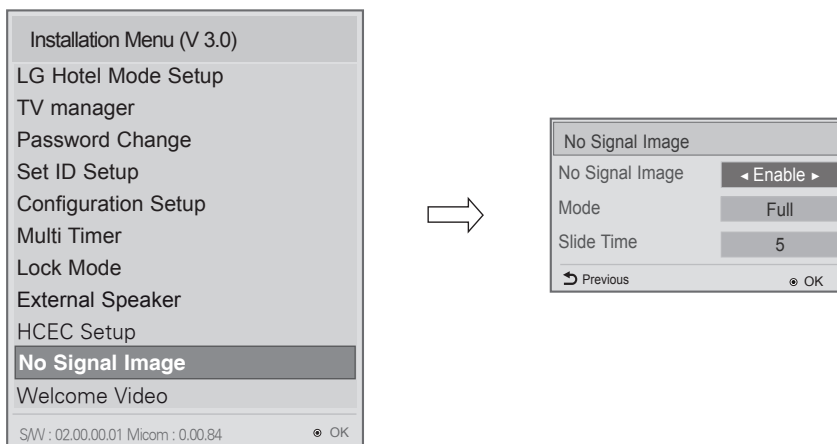 Installation Menu (V 3.0)
LG Hotel Mode Setup
TV manager
Password Change
Set ID Setup
Configuration Setup
Multi Timer
Lock Mode
External Speaker
HCEC Setup
No Signal Image
Welcome Video
S/W : 02.00.00.01 Micom : 0.00.84 ◉ OK
No Signal Image
No Signal Image ◄ Enable ►
Mode Full
Slide Time 5
⮌ Previous ◉ OK